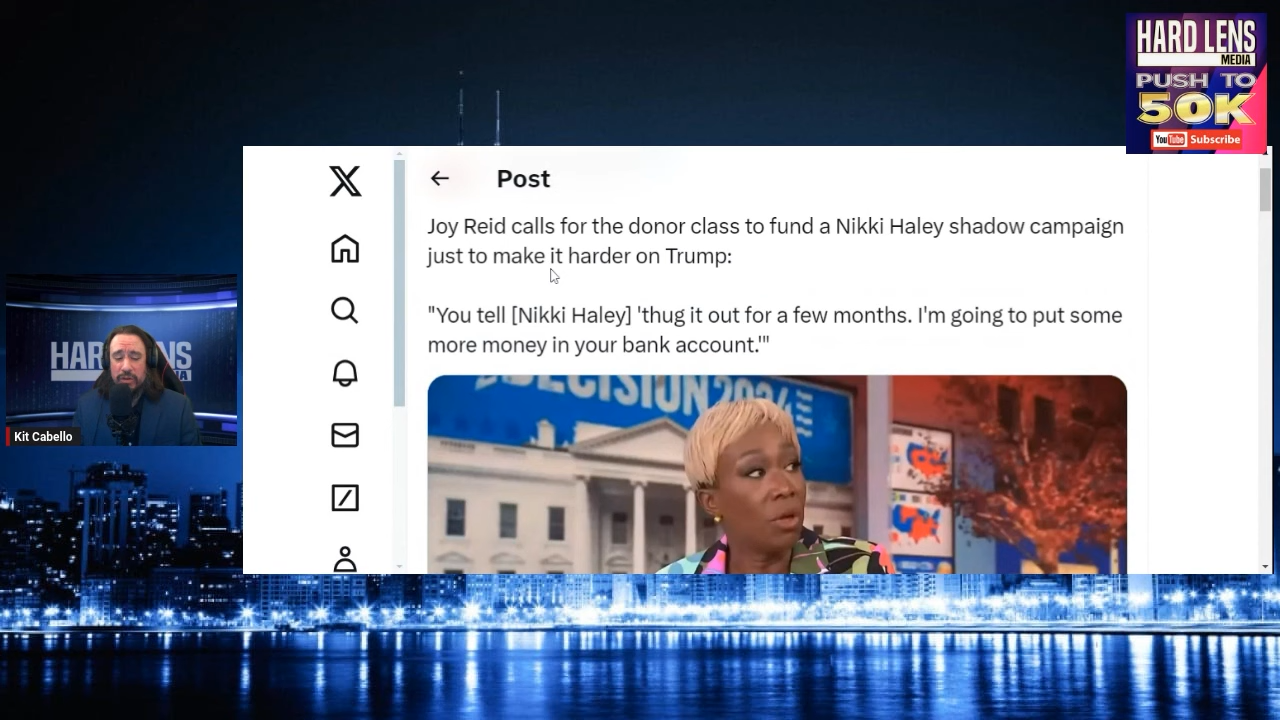 HARD LENS
MEDIA
PUSH TO
50K
YouTube Subscribe
Post
Joy Reid calls for the donor class to fund a Nikki Haley shadow campaign
just to make it harder on Trump:
"You tell [Nikki Haley] 'thug it out for a few months. I'm going to put some
more money in your bank account.'"
DECISION 2024
Kit Cabello